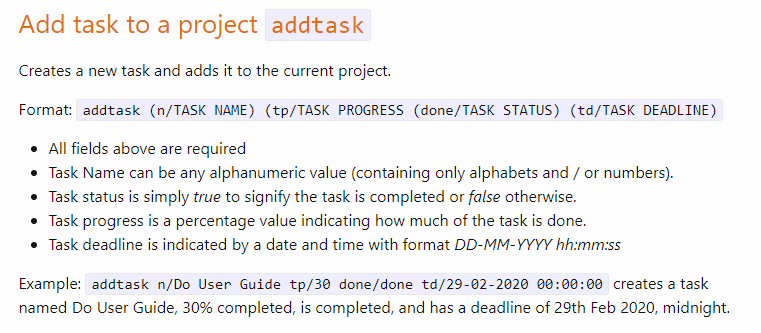 Add task to a project addtask
Creates a new task and adds it to the current project.
Format: addtask (n/TASK NAME) (tp/TASK PROGRESS (done/TASK STATUS) (td/TASK DEADLINE)
• All fields above are required
• Task Name can be any alphanumeric value (containing only alphabets and / or numbers).
• Task status is simply true to signify the task is completed or false otherwise.
• Task progress is a percentage value indicating how much of the task is done.
• Task deadline is indicated by a date and time with format DD-MM-YYYY hh:mm:ss
Example: addtask n/Do User Guide tp/30 done/done td/29-02-2020 00:00:00 creates a task
named Do User Guide, 30% completed, is completed, and has a deadline of 29th Feb 2020, midnight.